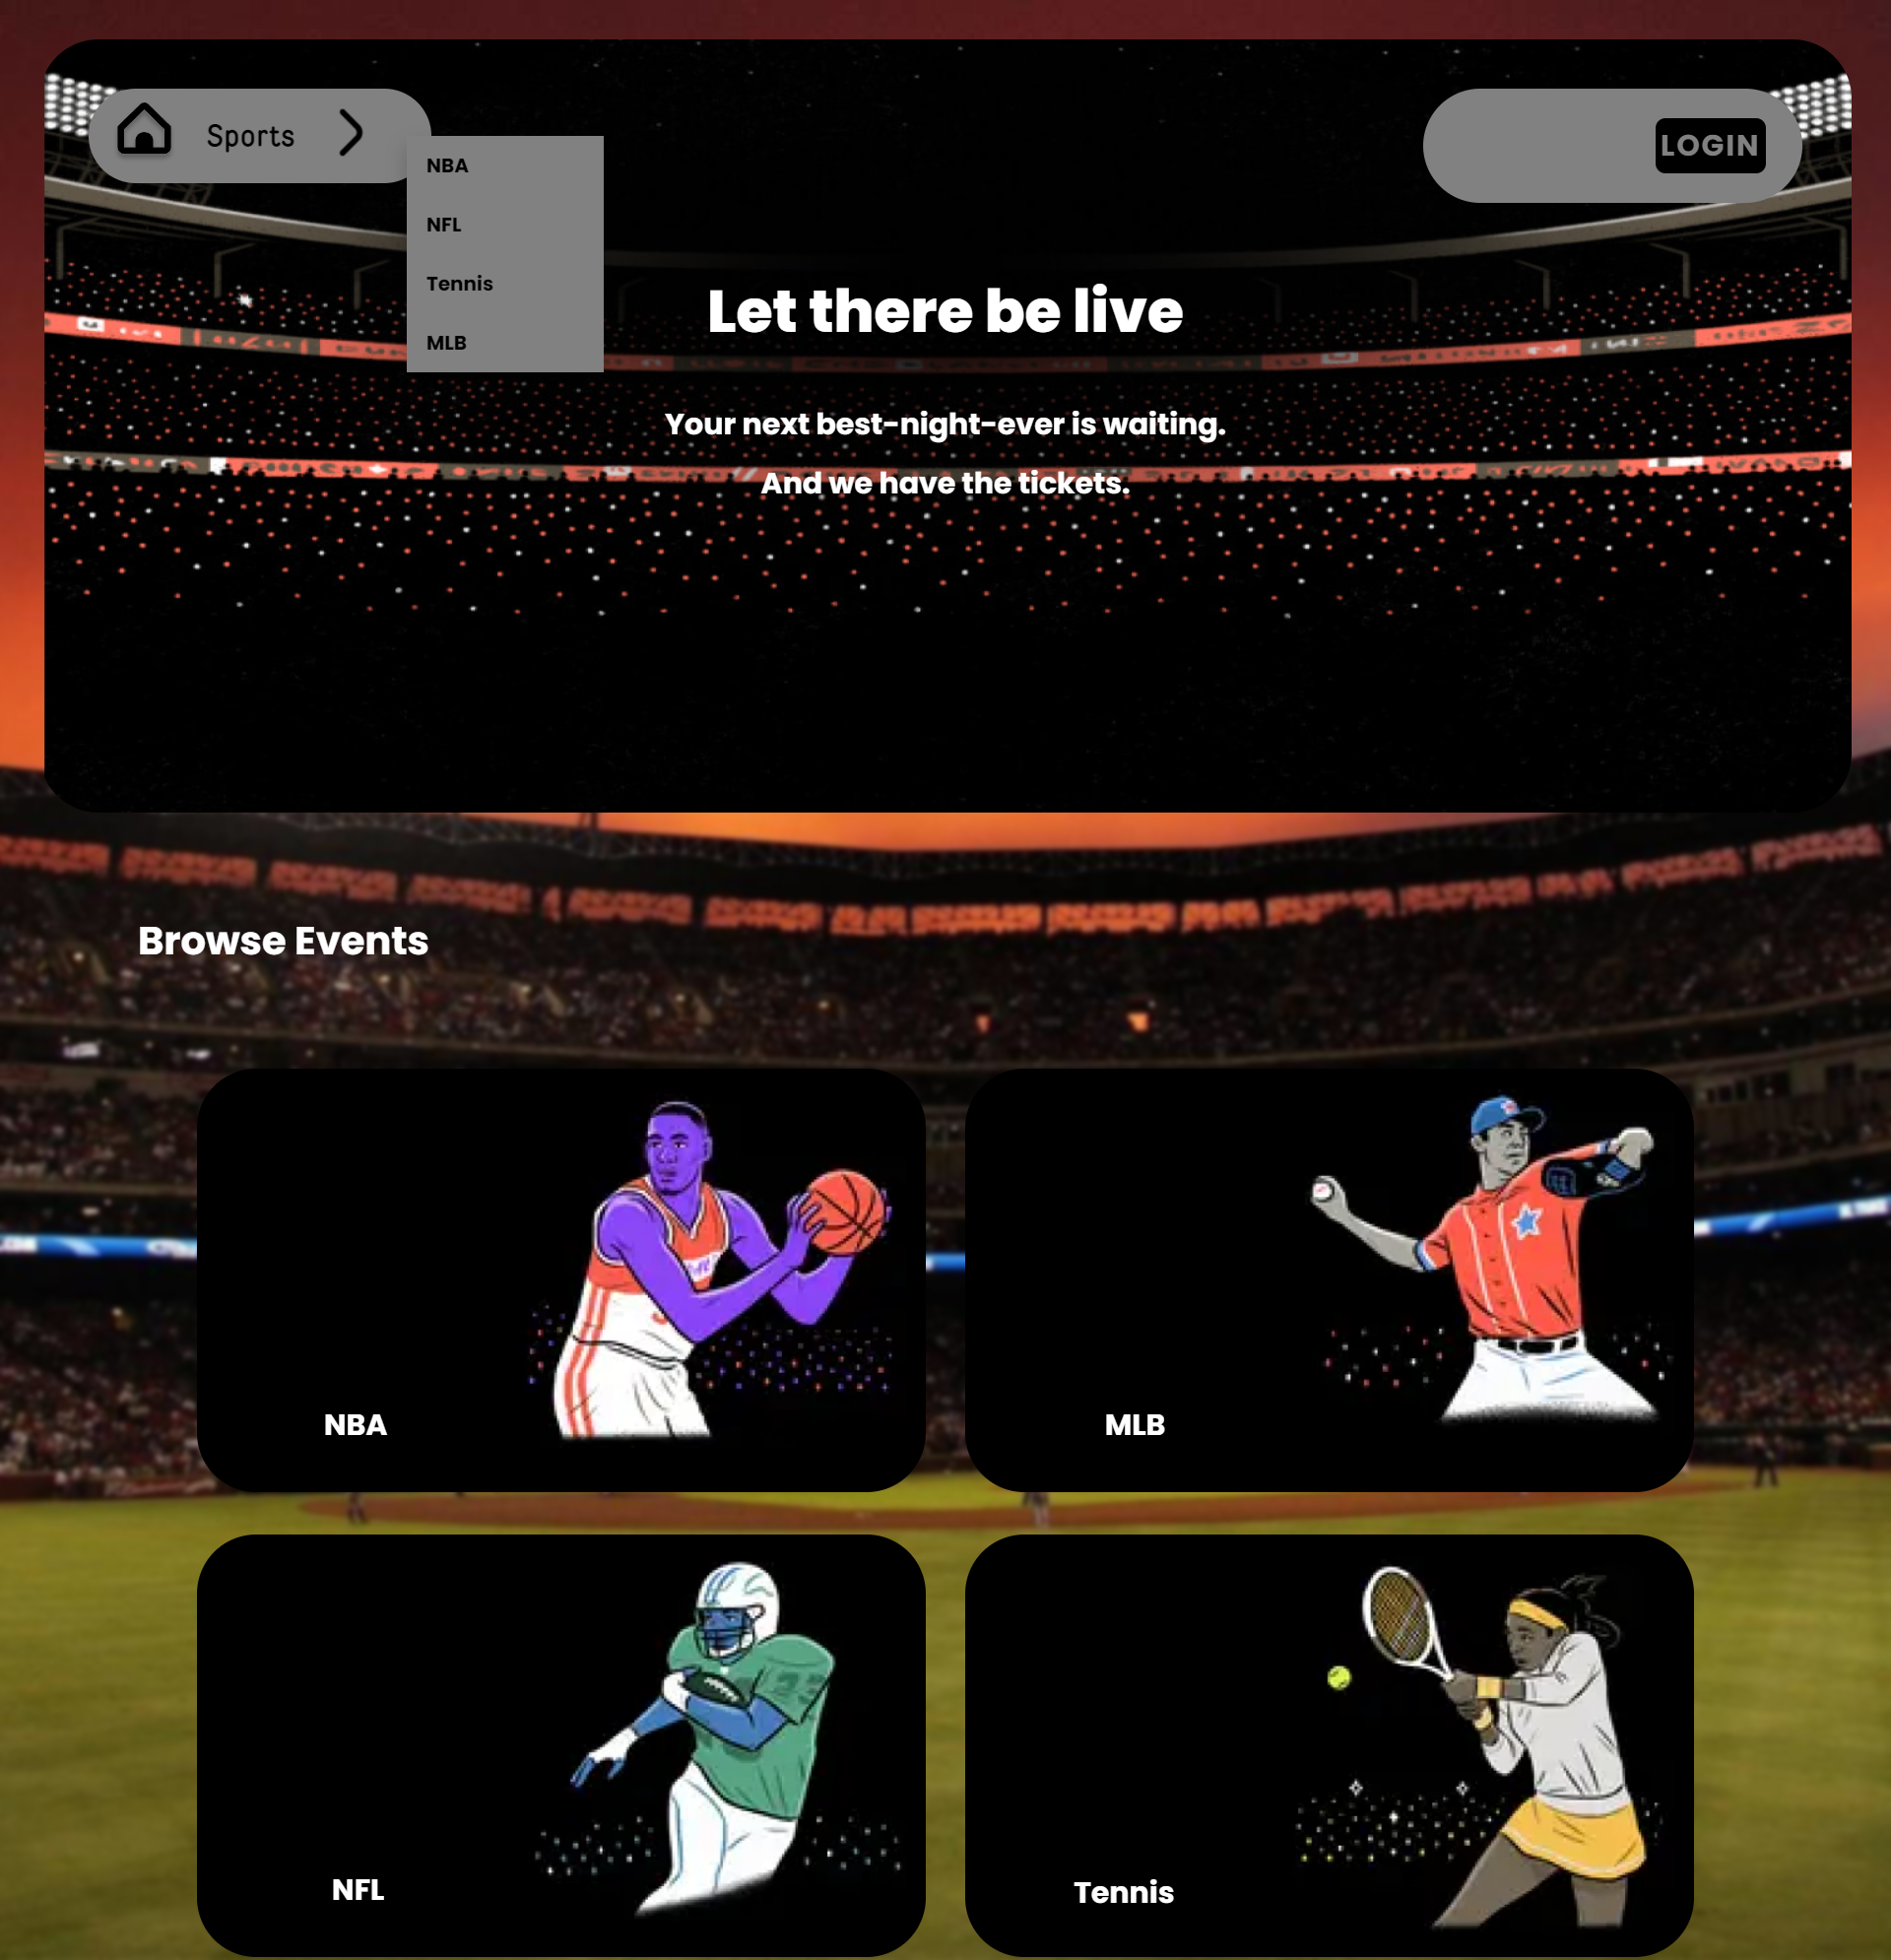 Sports
LOGIN
NBA
NFL
Tennis
MLB
Let there be live
Your next best-night-ever is waiting.
And we have the tickets.
Browse Events
NBA
MLB
NFL
Tennis